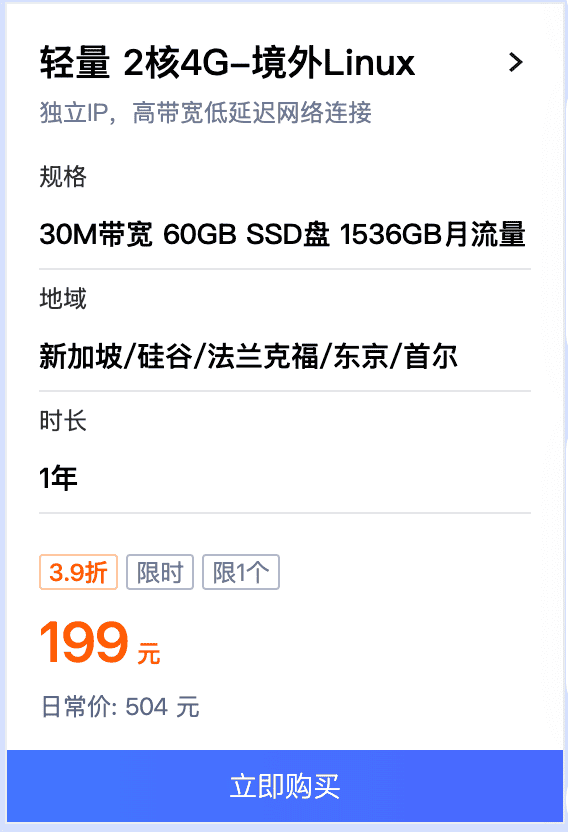 轻量 2核4G-境外Linux
独立IP，高带宽低延迟网络连接
规格
30M带宽 60GB SSD盘 1536GB月流量
地域
新加坡/硅谷/法兰克福/东京/首尔
时长
1年
3.9折 限时 限1个
199 元
日常价: 504 元
立即购买